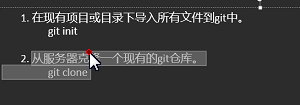 1. 在现有项目或目录下导入所有文件到git中。
git init
2. 从服务器克 一个现有的git仓库。
git clone